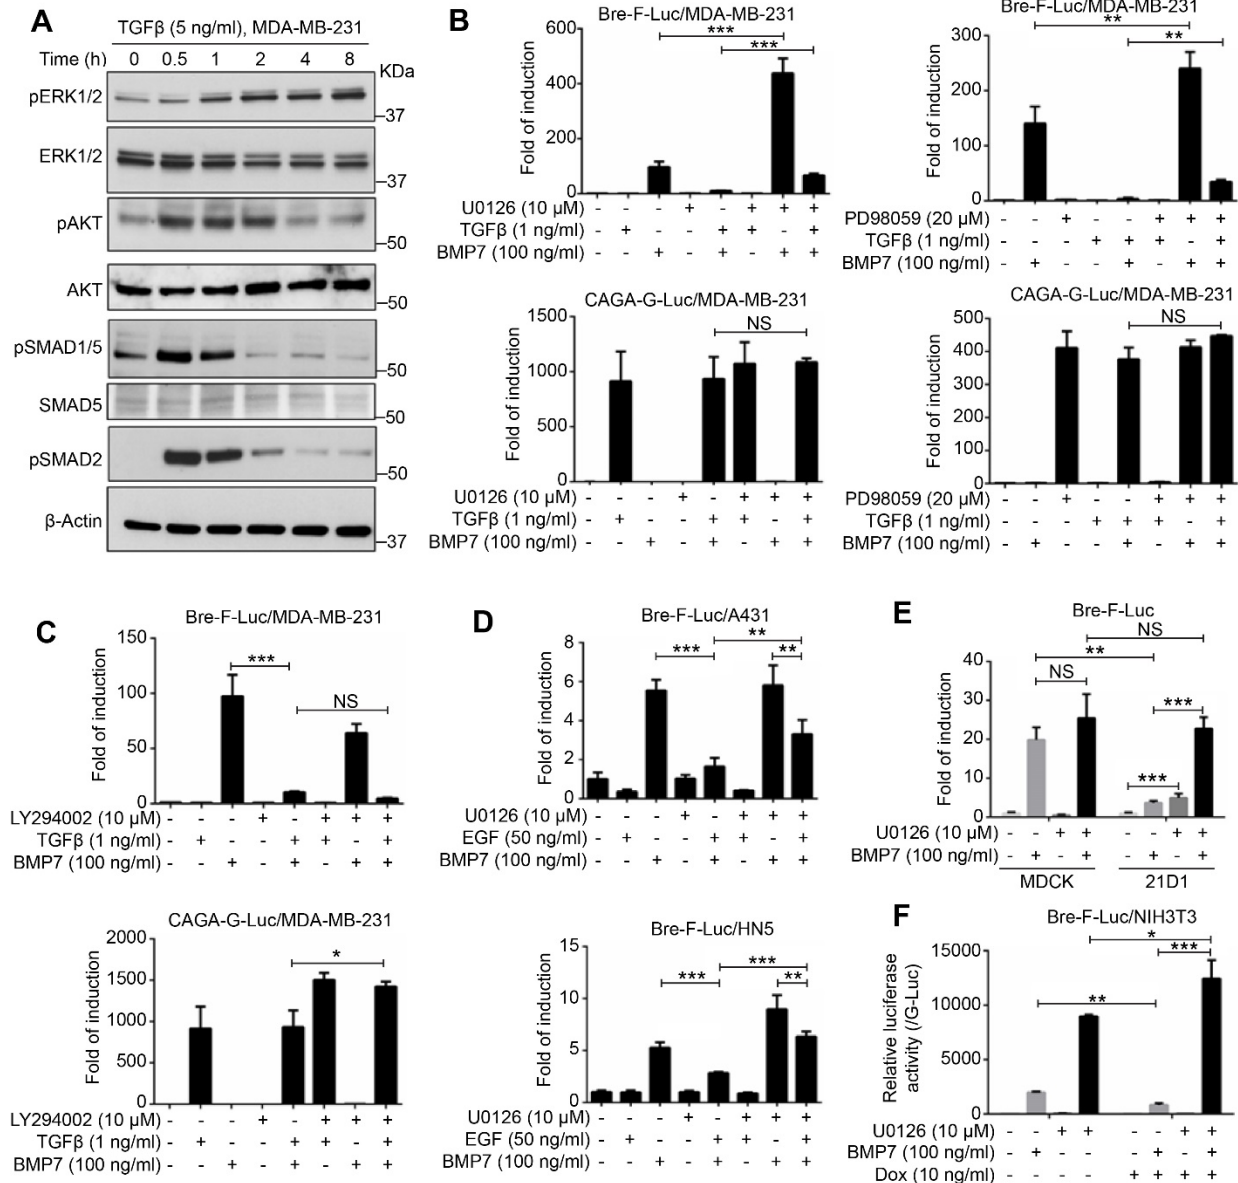 A
TGFβ (5 ng/ml), MDA-MB-231
Time (h) 0 0.5 1 2 4 8 KDa
pERK1/2
–37
ERK1/2
–37
pAKT
–50
AKT
–50
pSMAD1/5
–37
SMAD5
–50
pSMAD2
–50
β-Actin
–37
B
Bre-F-Luc/MDA-MB-231
Fold of induction
600
400
200
0
***
***
U0126 (10 µM) - - - + - + + +
TGFβ (1 ng/ml) - + - - + + - +
BMP7 (100 ng/ml) - - + - + - + +
Bre-F-Luc/MDA-MB-231
Fold of induction
300
200
100
0
**
**
PD98059 (20 µM) - - + - - + + +
TGFβ (1 ng/ml) - - - + + + - +
BMP7 (100 ng/ml) - + - - + - + +
CAGA-G-Luc/MDA-MB-231
Fold of induction
1500
1000
500
0
NS
U0126 (10 µM) - - - + - + + +
TGFβ (1 ng/ml) - + - - + + - +
BMP7 (100 ng/ml) - - + - + - + +
CAGA-G-Luc/MDA-MB-231
Fold of induction
500
400
300
200
100
0
NS
PD98059 (20 µM) - - + - - + + +
TGFβ (1 ng/ml) - - - + + + - +
BMP7 (100 ng/ml) - + - - + - + +
C
Bre-F-Luc/MDA-MB-231
Fold of induction
150
100
50
0
***
NS
LY294002 (10 µM) - - - + - + + +
TGFβ (1 ng/ml) - + - - + + - +
BMP7 (100 ng/ml) - - + - + - + +
CAGA-G-Luc/MDA-MB-231
Fold of induction
2000
1500
1000
500
0
*
LY294002 (10 µM) - - - + - + + +
TGFβ (1 ng/ml) - + - - + + - +
BMP7 (100 ng/ml) - - + - + - + +
D
Bre-F-Luc/A431
Fold of induction
8
6
4
2
0
***
**
**
U0126 (10 µM) - - - + - + + +
EGF (50 ng/ml) - + - - + + - +
BMP7 (100 ng/ml) - - + - + - + +
Bre-F-Luc/HN5
Fold of induction
15
10
5
0
***
***
**
U0126 (10 µM) - - - + - + + +
EGF (50 ng/ml) - + - - + + - +
BMP7 (100 ng/ml) - - + - + - + +
E
Bre-F-Luc
Fold of induction
40
30
20
10
0
NS
**
NS
***
***
U0126 (10 µM) - - + + - - + +
BMP7 (100 ng/ml) - + - + - + - +
MDCK 21D1
F
Bre-F-Luc/NIH3T3
Relative luciferase
activity (/G-Luc)
15000
10000
5000
0
*
***
**
U0126 (10 µM) - - + + - - + +
BMP7 (100 ng/ml) - + - + - + - +
Dox (10 ng/ml) - - - - + + + +